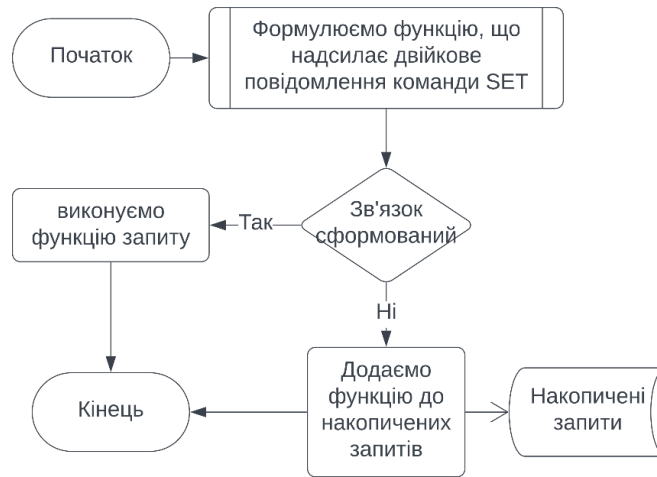 Початок
Формулюємо функцію, що
надсилає двійкове
повідомлення команди SET
Зв'язок
сформований
Так
виконуємо
функцію запиту
Ні
Додаємо
функцію до
накопичених
запитів
Накопичені
запити
Кінець